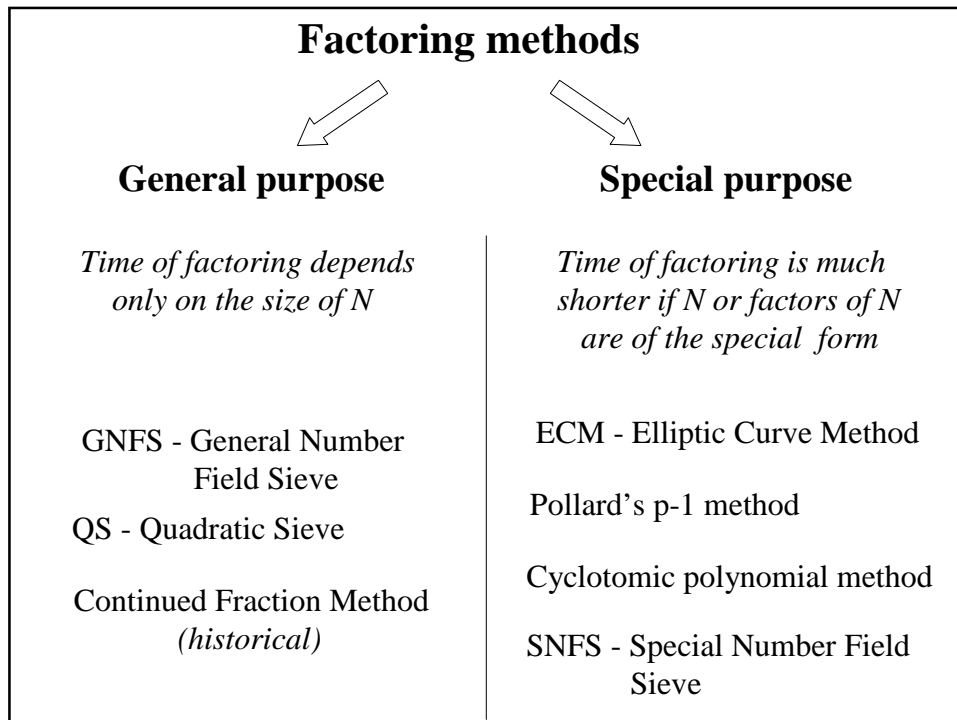 Factoring methods
General purpose
Time of factoring depends
only on the size of N
GNFS - General Number
Field Sieve
QS - Quadratic Sieve
Continued Fraction Method
(historical)
Special purpose
Time of factoring is much
shorter if N or factors of N
are of the special form
ECM - Elliptic Curve Method
Pollard’s p-1 method
Cyclotomic polynomial method
SNFS - Special Number Field
Sieve